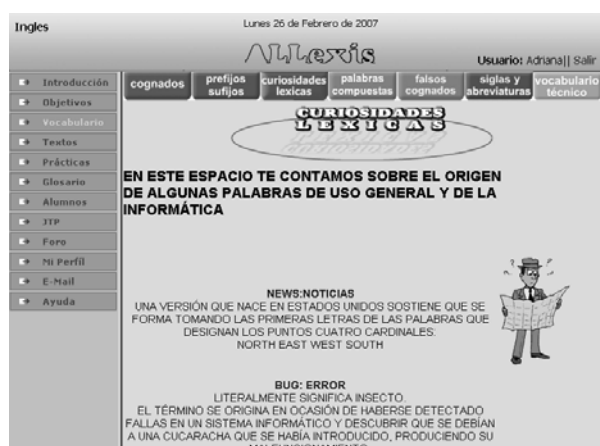 Ingles
Lunes 26 de Febrero de 2007
ALLexis
Usuario: Adriana|| Salir
Introducción
Objetivos
Vocabulario
Textos
Prácticas
Glosario
Alumnos
JTP
Foro
Mi Perfil
E-Mail
Ayuda
cognados
prefijos
sufijos
curiosidades
lexicas
palabras
compuestas
falsos
cognados
siglas y
abreviaturas
vocabulario
técnico
CURIOSIDADES
LEXICAS
EN ESTE ESPACIO TE CONTAMOS SOBRE EL ORIGEN
DE ALGUNAS PALABRAS DE USO GENERAL Y DE LA
INFORMÁTICA
NEWS:NOTICIAS
UNA VERSIÓN QUE NACE EN ESTADOS UNIDOS SOSTIENE QUE SE
FORMA TOMANDO LAS PRIMERAS LETRAS DE LAS PALABRAS QUE
DESIGNAN LOS PUNTOS CUATRO CARDINALES:
NORTH EAST WEST SOUTH
BUG: ERROR
LITERALMENTE SIGNIFICA INSECTO.
EL TÉRMINO SE ORIGINA EN OCASIÓN DE HABERSE DETECTADO
FALLAS EN UN SISTEMA INFORMÁTICO Y DESCUBRIR QUE SE DEBÍAN
A UNA CUCARACHA QUE SE HABÍA INTRODUCIDO, PRODUCIENDO SU